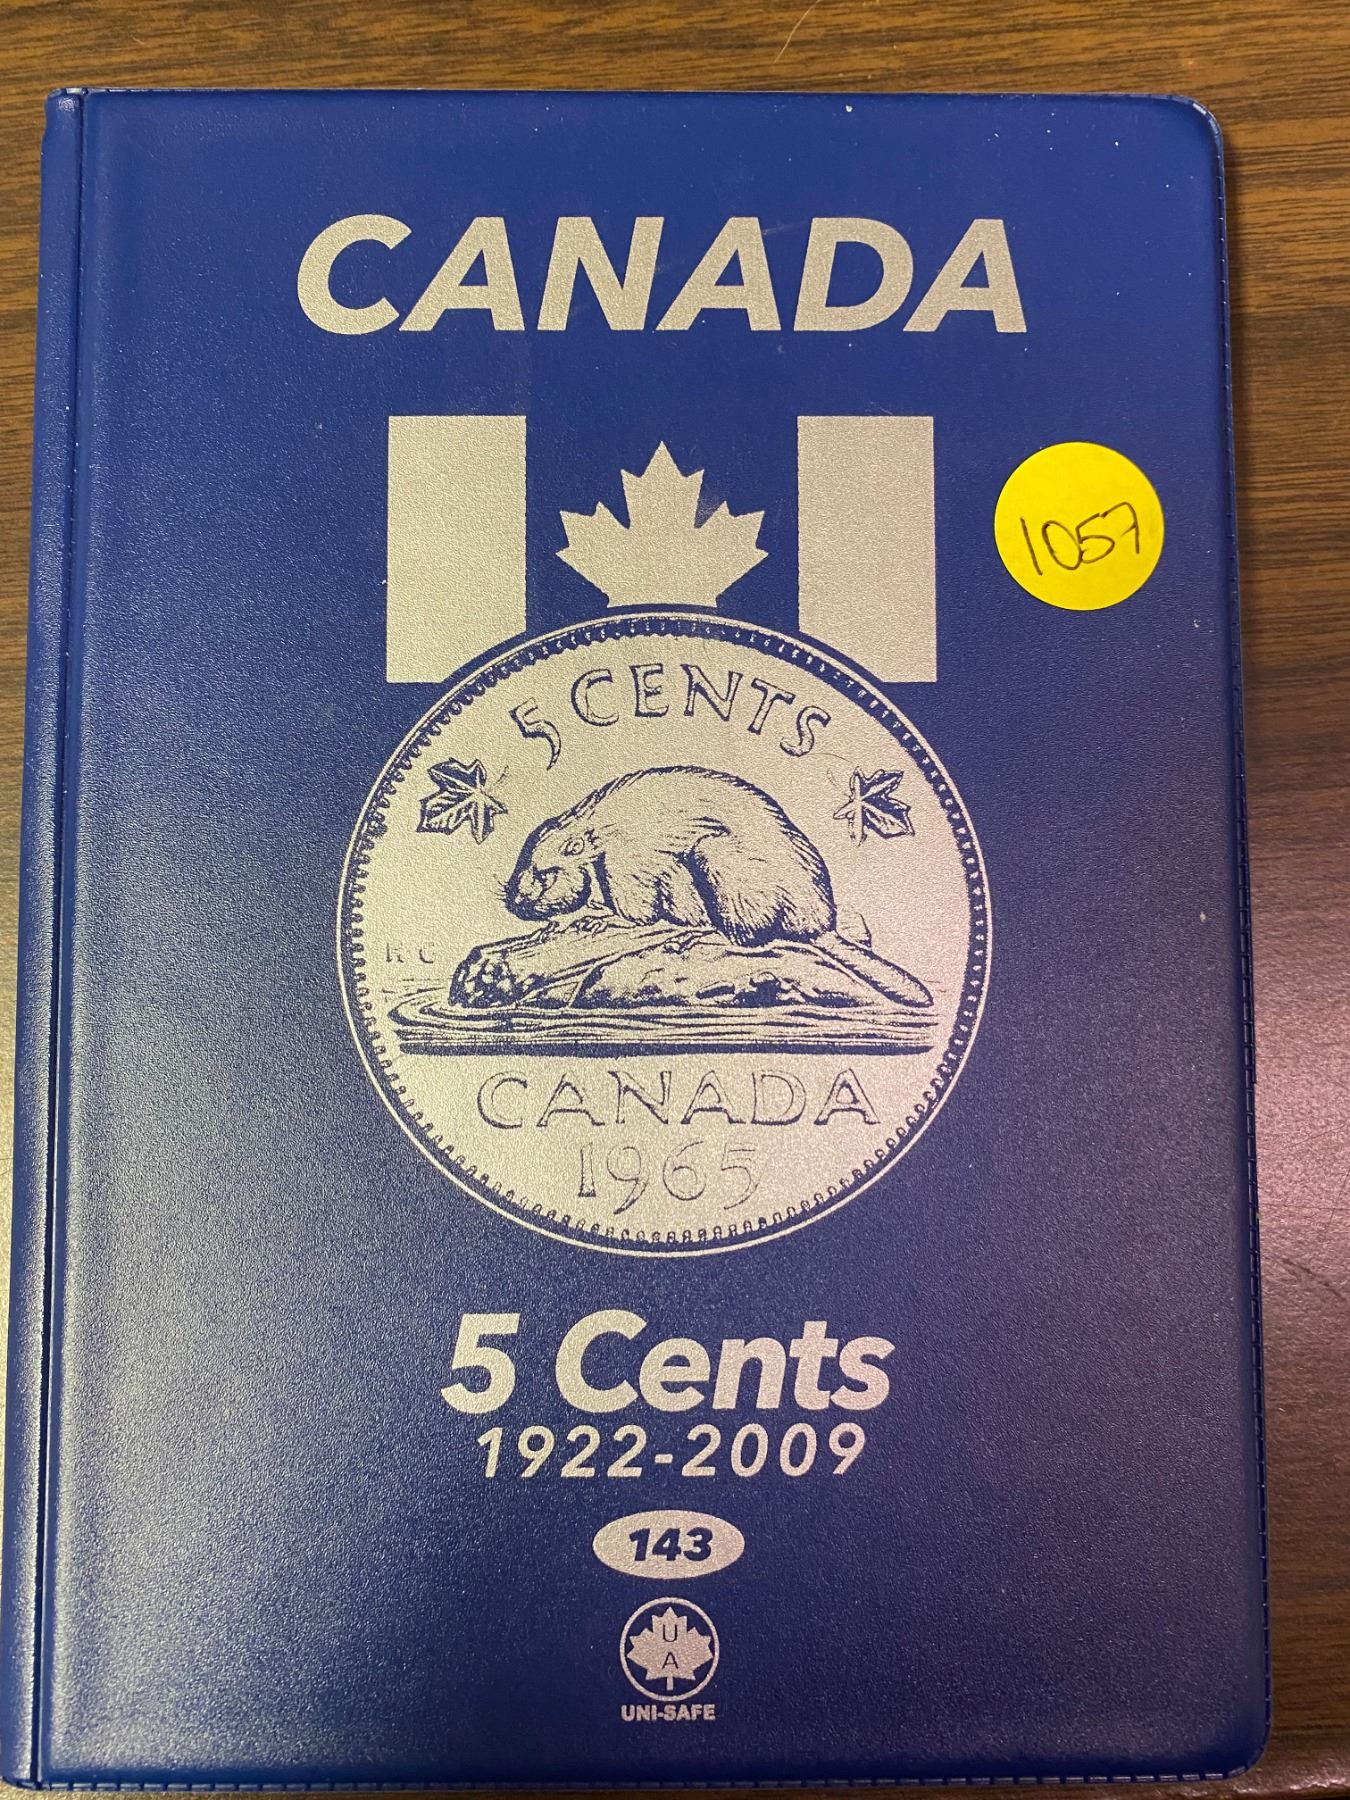 CANADA
1057
5 CENTS
CANADA
1965
5 Cents
1922-2009
143
U
A
UNI-SAFE